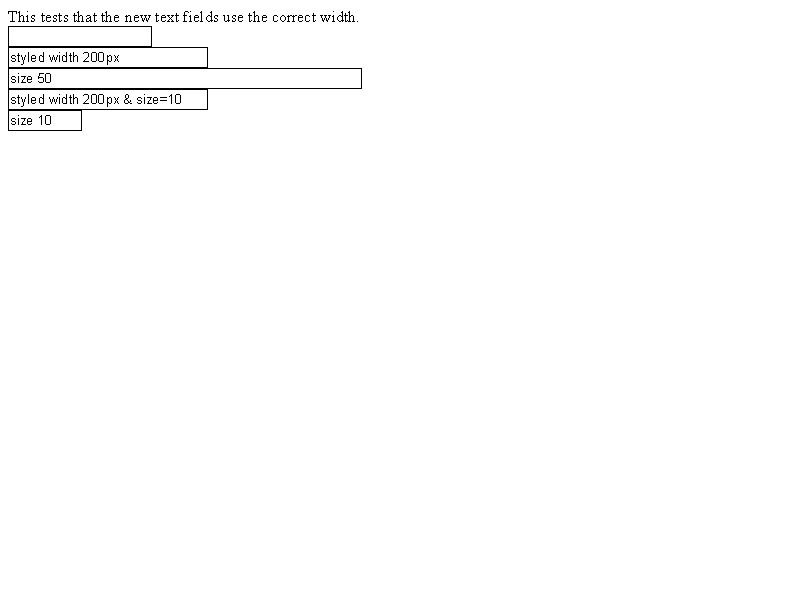 This tests that the new text fields use the correct width.
styled width 200px
size 50
styled width 200px & size=10
size 10